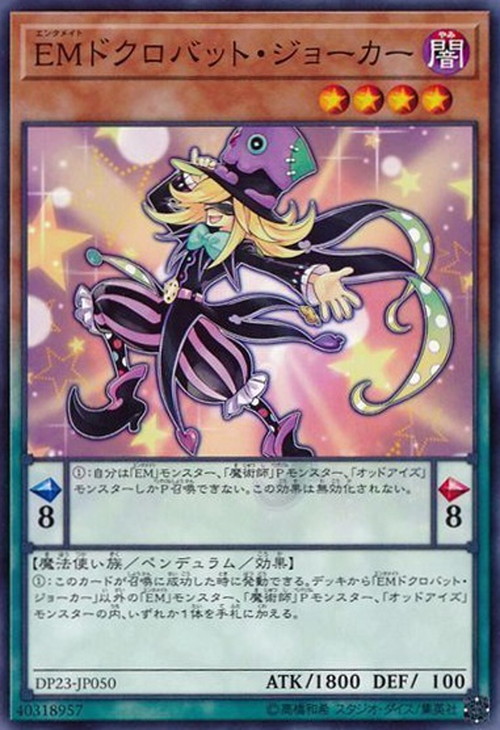 エンタメイト
EMドクロバット・ジョーカー
やみ
闇
①:自分は「EM」モンスター、「魔術師」Pモンスター、「オッドアイズ」
モンスターしかP召喚できない。この効果は無効化されない。
8
8
【魔法使い族/ペンデュラム/効果】
①:このカードが召喚に成功した時に発動できる。デッキから「EMドクロバット・
ジョーカー」以外の「EM」モンスター、「魔術師」Pモンスター、「オッドアイズ」
モンスターの内、いずれか1体を手札に加える。
DP23-JP050
ATK/1800 DEF/ 100
40318957
©高橋和希 スタジオ・ダイス/集英社